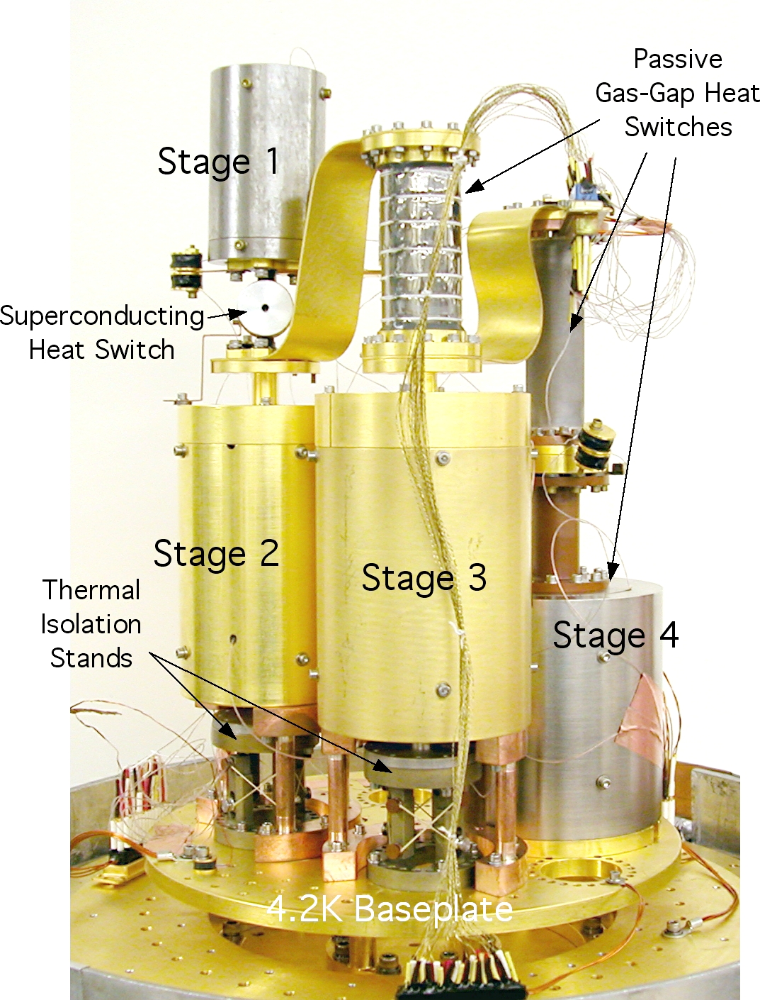 Passive
Gas-Gap Heat
Switches
Stage 1
Superconducting
Heat Switch
Stage 2
Stage 3
Thermal
Isolation
Stands
Stage 4
4.2K Baseplate